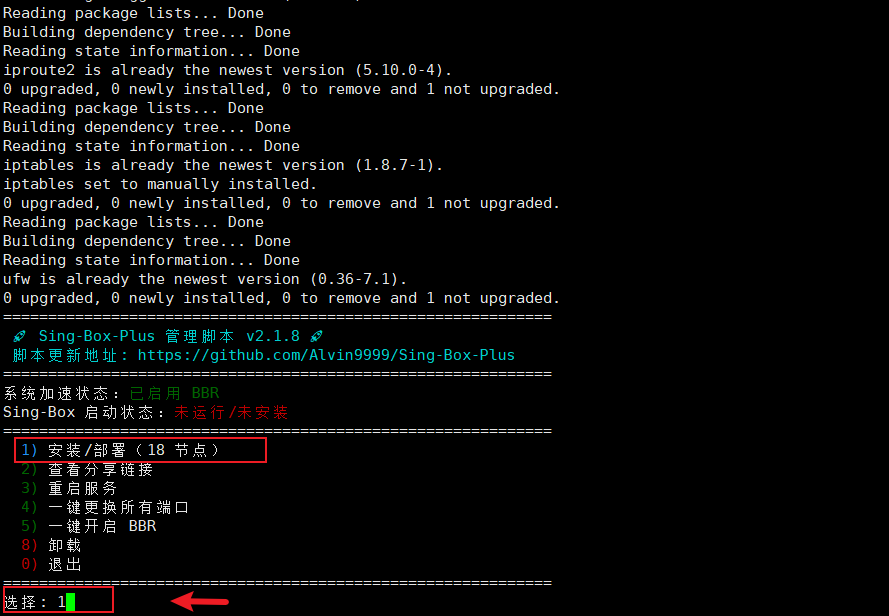 Reading package lists... Done
Building dependency tree... Done
Reading state information... Done
iproute2 is already the newest version (5.10.0-4).
0 upgraded, 0 newly installed, 0 to remove and 1 not upgraded.
Reading package lists... Done
Building dependency tree... Done
Reading state information... Done
iptables is already the newest version (1.8.7-1).
iptables set to manually installed.
0 upgraded, 0 newly installed, 0 to remove and 1 not upgraded.
Reading package lists... Done
Building dependency tree... Done
Reading state information... Done
ufw is already the newest version (0.36-7.1).
0 upgraded, 0 newly installed, 0 to remove and 1 not upgraded.
=============================================================
🚀 Sing-Box-Plus 管理脚本 v2.1.8 🚀
脚本更新地址: https://github.com/Alvin9999/Sing-Box-Plus
=============================================================
系统加速状态：已启用 BBR
Sing-Box 启动状态：未运行/未安装
=============================================================
1) 安装/部署（18 节点）
2) 查看分享链接
3) 重启服务
4) 一键更换所有端口
5) 一键开启 BBR
8) 卸载
0) 退出
=============================================================
选择: 1